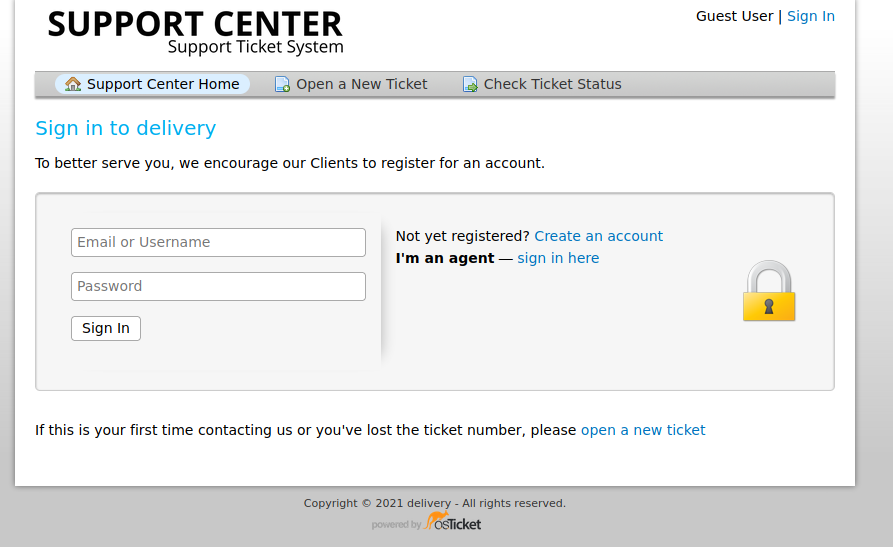 SUPPORT CENTER
Support Ticket System
Guest User | Sign In
Support Center Home Open a New Ticket Check Ticket Status
Sign in to delivery
To better serve you, we encourage our Clients to register for an account.
Email or Username
Password
Sign In
Not yet registered? Create an account
I'm an agent — sign in here
If this is your first time contacting us or you've lost the ticket number, please open a new ticket
Copyright © 2021 delivery - All rights reserved.
powered by osTicket